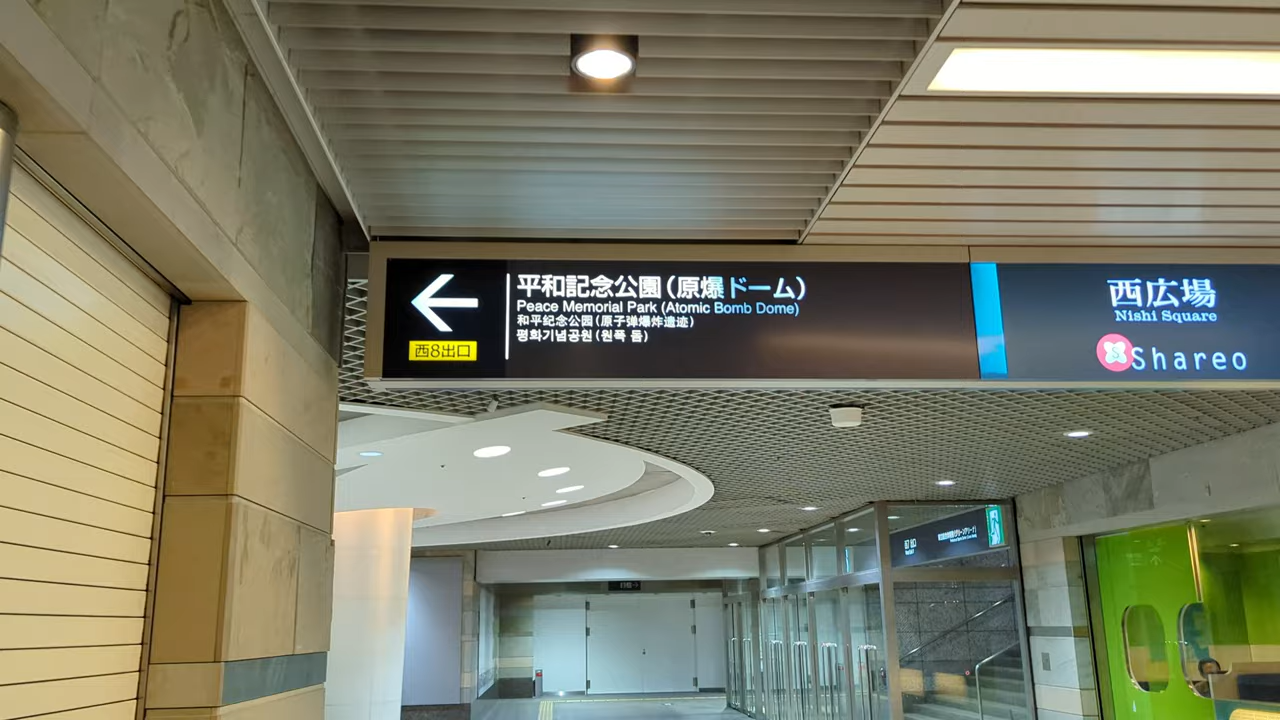 平和記念公園（原爆ドーム）
Peace Memorial Park (Atomic Bomb Dome)
和平纪念公园（原子弹爆炸遗迹）
평화기념공원（원폭 돔）
西8出口
西広場
Nishi Square
Shareo